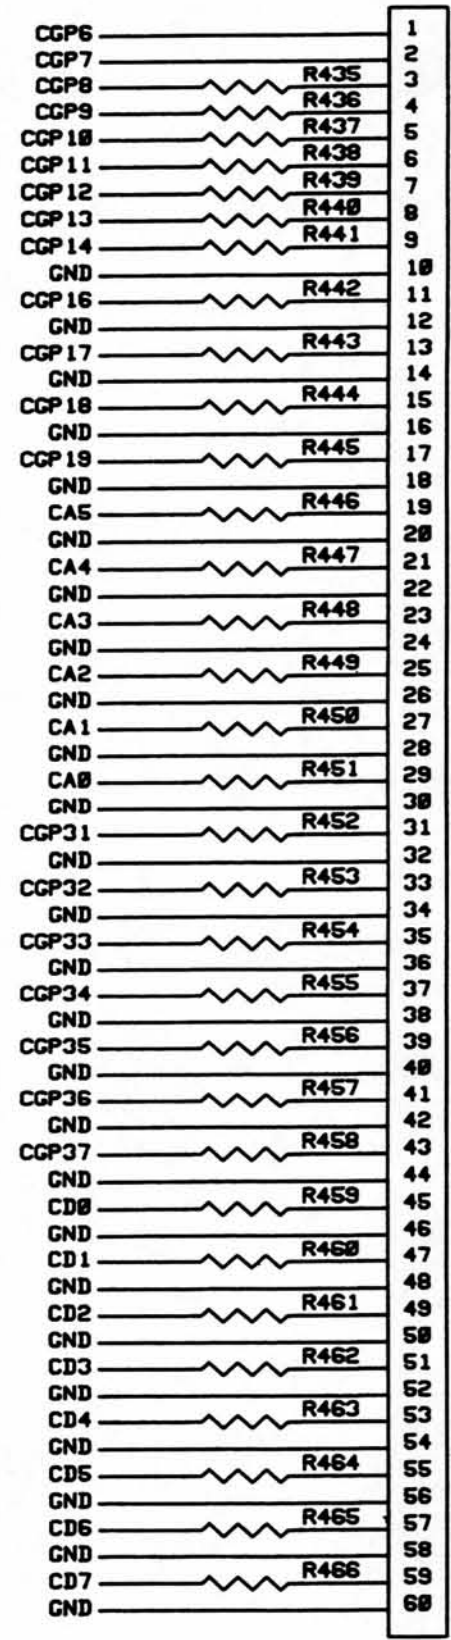 CGP6 1
CGP7 2
CGP8 R435 3
CGP9 R436 4
CGP10 R437 5
CGP11 R438 6
CGP12 R439 7
CGP13 R440 8
CGP14 R441 9
GND 10
CGP16 R442 11
GND 12
CGP17 R443 13
GND 14
CGP18 R444 15
GND 16
CGP19 R445 17
GND 18
CA5 R446 19
GND 20
CA4 R447 21
GND 22
CA3 R448 23
GND 24
CA2 R449 25
GND 26
CA1 R450 27
GND 28
CA0 R451 29
GND 30
CGP31 R452 31
GND 32
CGP32 R453 33
GND 34
CGP33 R454 35
GND 36
CGP34 R455 37
GND 38
CGP35 R456 39
GND 40
CGP36 R457 41
GND 42
CGP37 R458 43
GND 44
CD0 R459 45
GND 46
CD1 R460 47
GND 48
CD2 R461 49
GND 50
CD3 R462 51
GND 52
CD4 R463 53
GND 54
CD5 R464 55
GND 56
CD6 R465 57
GND 58
CD7 R466 59
GND 60